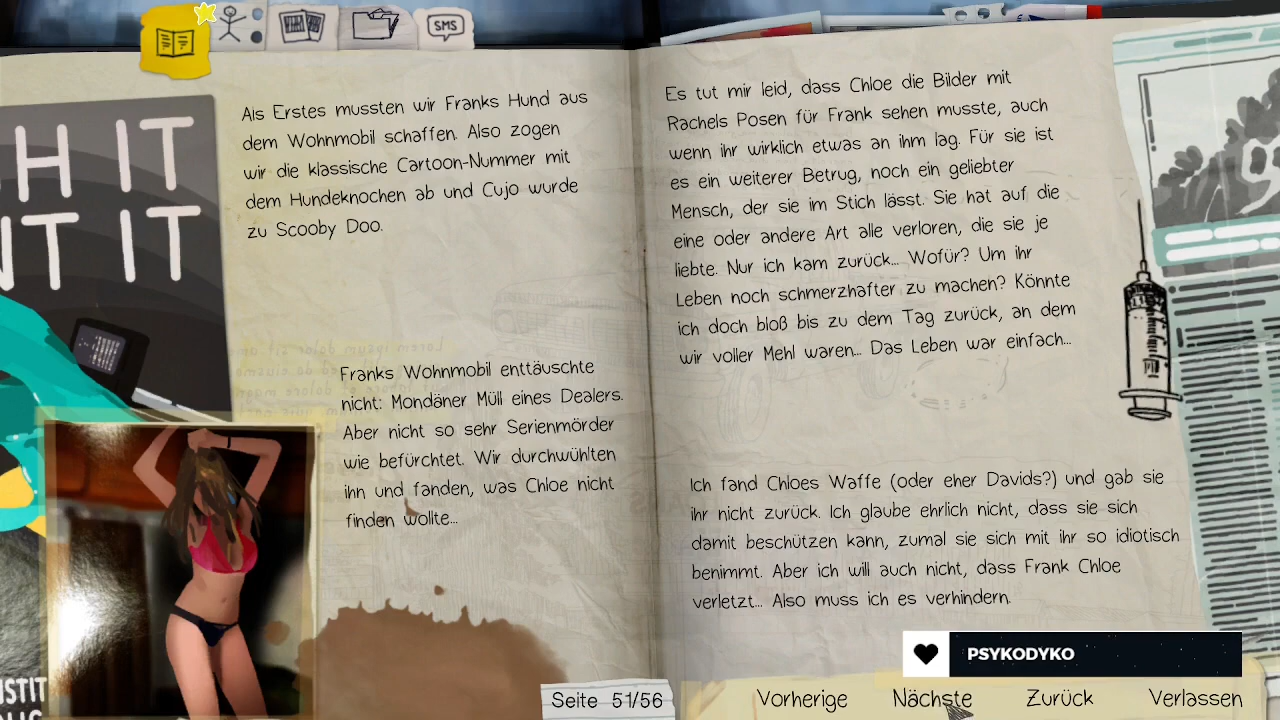 SMS
H IT
NT IT
Als Erstes mussten wir Franks Hund aus
dem Wohnmobil schaffen. Also zogen
wir die klassische Cartoon-Nummer mit
dem Hundeknochen ab und Cujo wurde
zu Scooby Doo.
Franks Wohnmobil enttäuschte
nicht: Mondäner Müll eines Dealers.
Aber nicht so sehr Serienmörder
wie befürchtet. Wir durchwühlten
ihn und fanden, was Chloe nicht
finden wollte...
Es tut mir leid, dass Chloe die Bilder mit
Rachels Posen für Frank sehen musste, auch
wenn ihr wirklich etwas an ihm lag. Für sie ist
es ein weiterer Betrug, noch ein geliebter
Mensch, der sie im Stich lässt. Sie hat auf die
eine oder andere Art alle verloren, die sie je
liebte. Nur ich kam zurück... Wofür? Um ihr
Leben noch schmerzhafter zu machen? Könnte
ich doch bloß bis zu dem Tag zurück, an dem
wir voller Mehl waren... Das Leben war einfach...
Ich fand Chloes Waffe (oder eher Davids?) und gab sie
ihr nicht zurück. Ich glaube ehrlich nicht, dass sie sich
damit beschützen kann, zumal sie sich mit ihr so idiotisch
benimmt. Aber ich will auch nicht, dass Frank Chloe
verletzt... Also muss ich es verhindern.
PSYKODYKO
Seite 51/56
Vorherige Nächste Zurück Verlassen